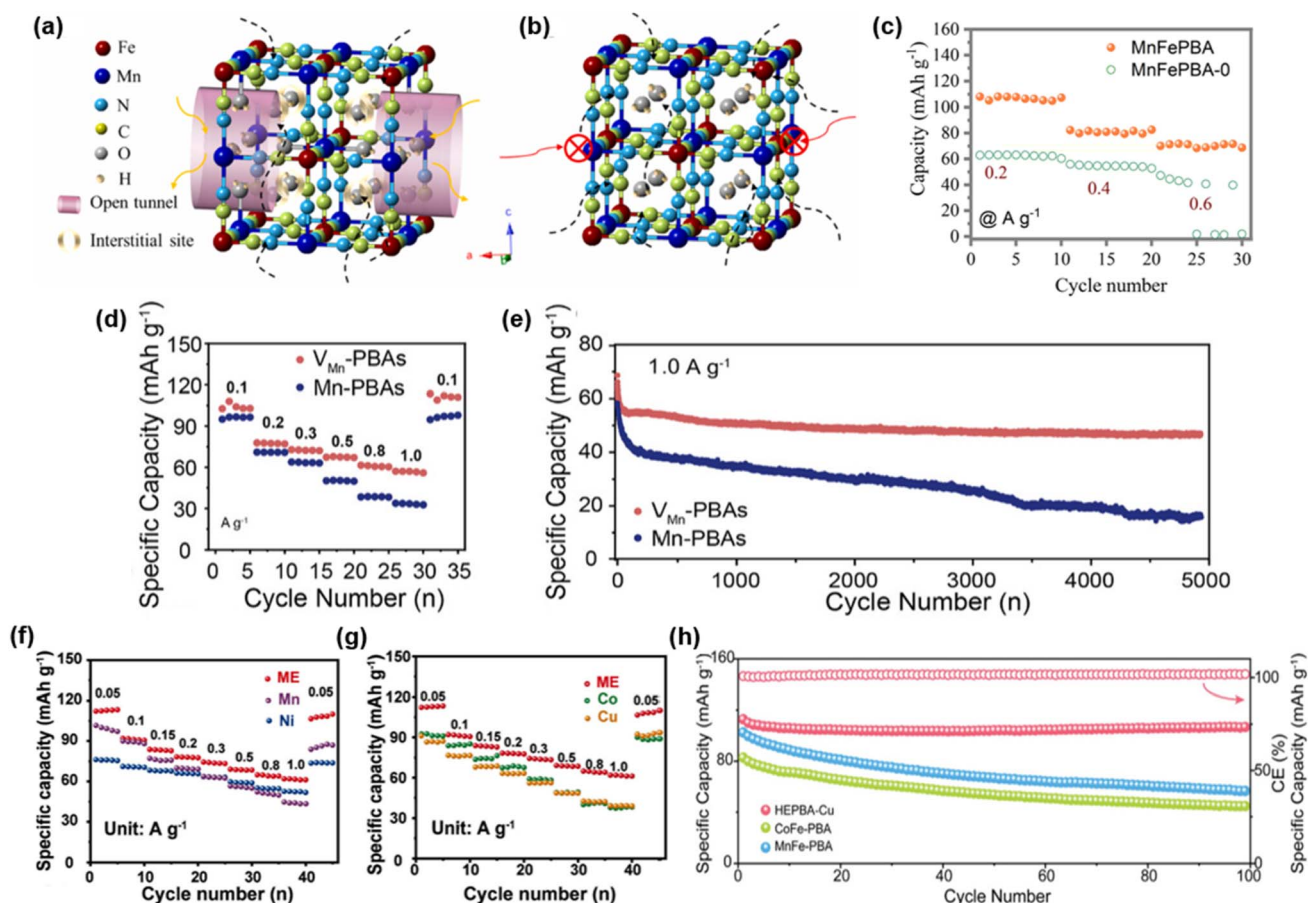 (a)
Fe
Mn
N
C
O
H
Open tunnel
Interstitial site
c
a
b
(b)
(c)
Capacity (mAh g⁻¹)
160
140
120
100
80
60
40
20
0
MnFePBA
MnFePBA-0
0.2
0.4
0.6
@ A g⁻¹
0 5 10 15 20 25 30
Cycle number
(d)
Specific Capacity (mAh g⁻¹)
150
120
90
60
30
0
V_Mn-PBAs
Mn-PBAs
0.1
0.2
0.3
0.5
0.8
1.0
0.1
A g⁻¹
0 5 10 15 20 25 30 35
Cycle Number (n)
(e)
Specific Capacity (mAh g⁻¹)
80
60
40
20
0
1.0 A g⁻¹
V_Mn-PBAs
Mn-PBAs
0 1000 2000 3000 4000 5000
Cycle Number (n)
(f)
Specific capacity (mAh g⁻¹)
150
120
90
60
30
0
ME
Mn
Ni
0.05
0.1
0.15
0.2
0.3
0.5
0.8
1.0
0.05
Unit: A g⁻¹
0 10 20 30 40
Cycle number (n)
(g)
Specific capacity (mAh g⁻¹)
150
120
90
60
30
0
ME
Co
Cu
0.05
0.1
0.15
0.2
0.3
0.5
0.8
1.0
0.05
Unit: A g⁻¹
0 10 20 30 40
Cycle number (n)
(h)
Specific Capacity (mAh g⁻¹)
160
80
0
HEPBA-Cu
CoFe-PBA
MnFe-PBA
0 20 40 60 80 100
Cycle Number
100
50
0
CE (%)
Specific Capacity (mAh g⁻¹)